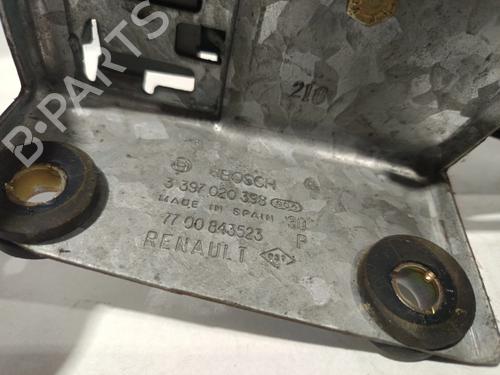 B-PARTS
210
BOSCH
3 397 020 398
MADE IN SPAIN
77 00 843523 P
RENAULT